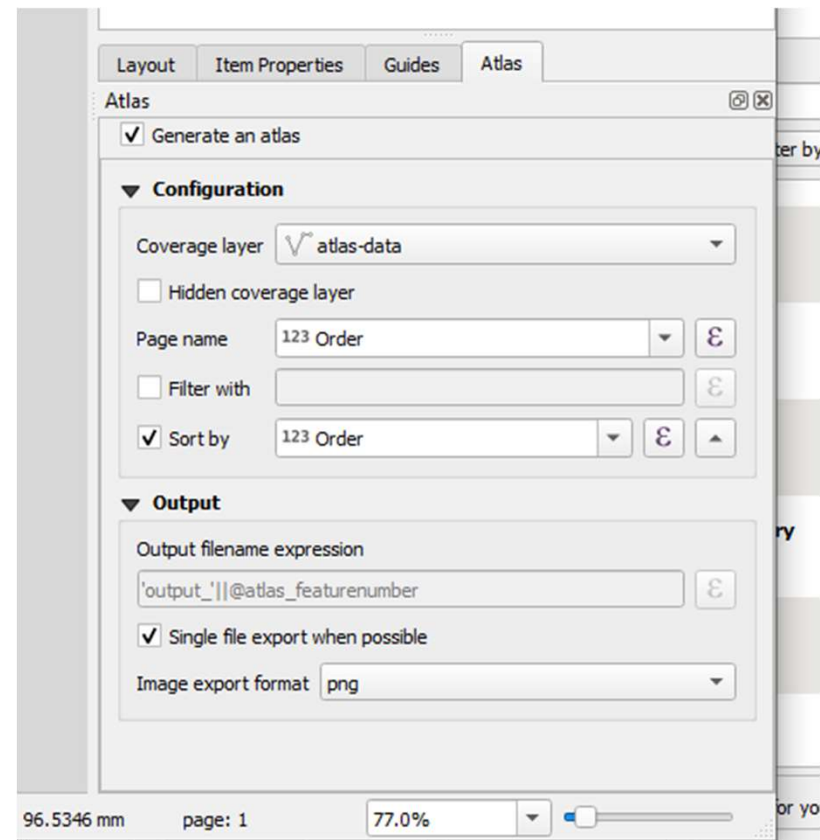 Layout Item Properties Guides Atlas
Atlas
Generate an atlas
ter by
Configuration
Coverage layer atlas-data
Hidden coverage layer
Page name 123 Order ε
Filter with ε
Sort by 123 Order ε
Output
ry
Output filename expression
'output_'||@atlas_featurenumber ε
Single file export when possible
Image export format png
96.5346 mm page: 1 77.0%
or yo